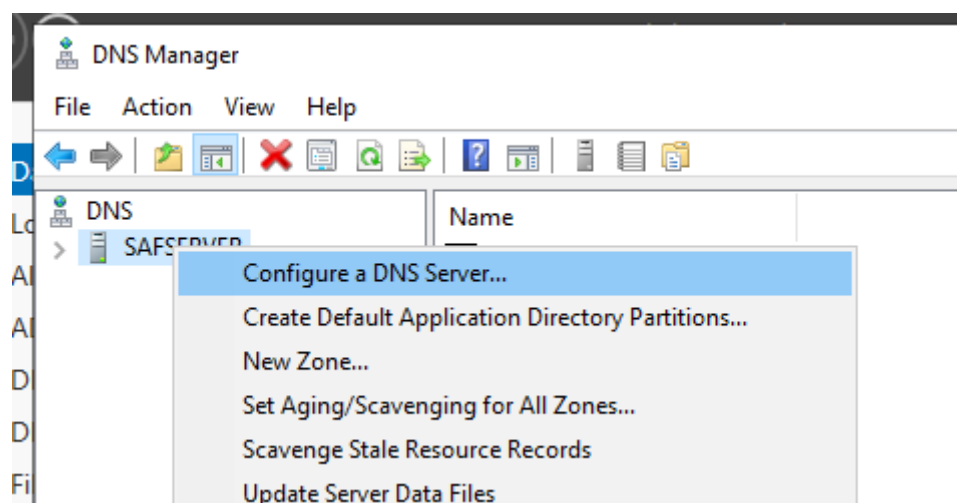 DNS Manager
File Action View Help
DNS
Name
SAFSERVER
Configure a DNS Server...
Create Default Application Directory Partitions...
New Zone...
Set Aging/Scavenging for All Zones...
Scavenge Stale Resource Records
Update Server Data Files